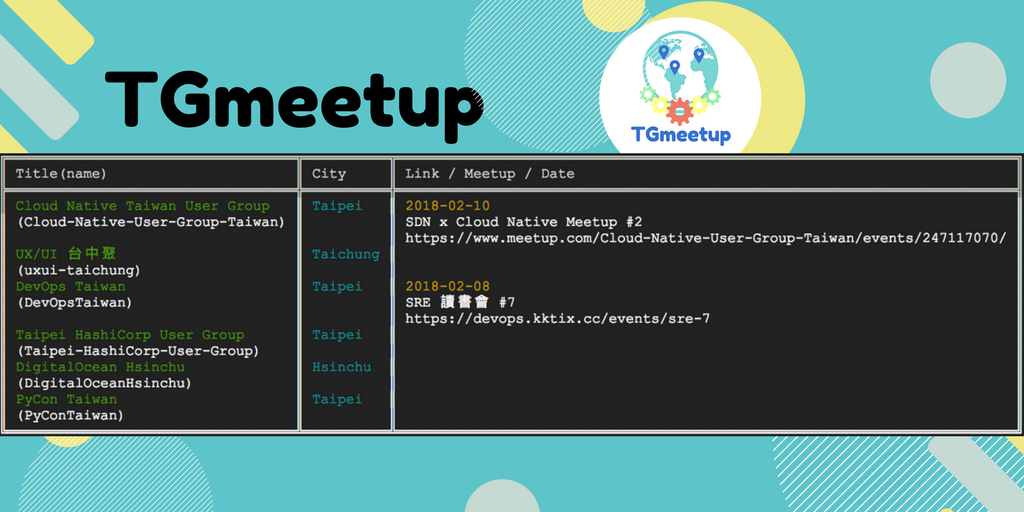 TGmeetup
TGmeetup
Title(name) City Link / Meetup / Date
Cloud Native Taiwan User Group Taipei 2018-02-10
(Cloud-Native-User-Group-Taiwan) SDN x Cloud Native Meetup #2
https://www.meetup.com/Cloud-Native-User-Group-Taiwan/events/247117070/
UX/UI 台中聚 Taichung
(uxui-taichung)
DevOps Taiwan Taipei 2018-02-08
(DevOpsTaiwan) SRE 讀書會 #7
https://devops.kktix.cc/events/sre-7
Taipei HashiCorp User Group Taipei
(Taipei-HashiCorp-User-Group)
DigitalOcean Hsinchu Hsinchu
(DigitalOceanHsinchu)
PyCon Taiwan Taipei
(PyConTaiwan)